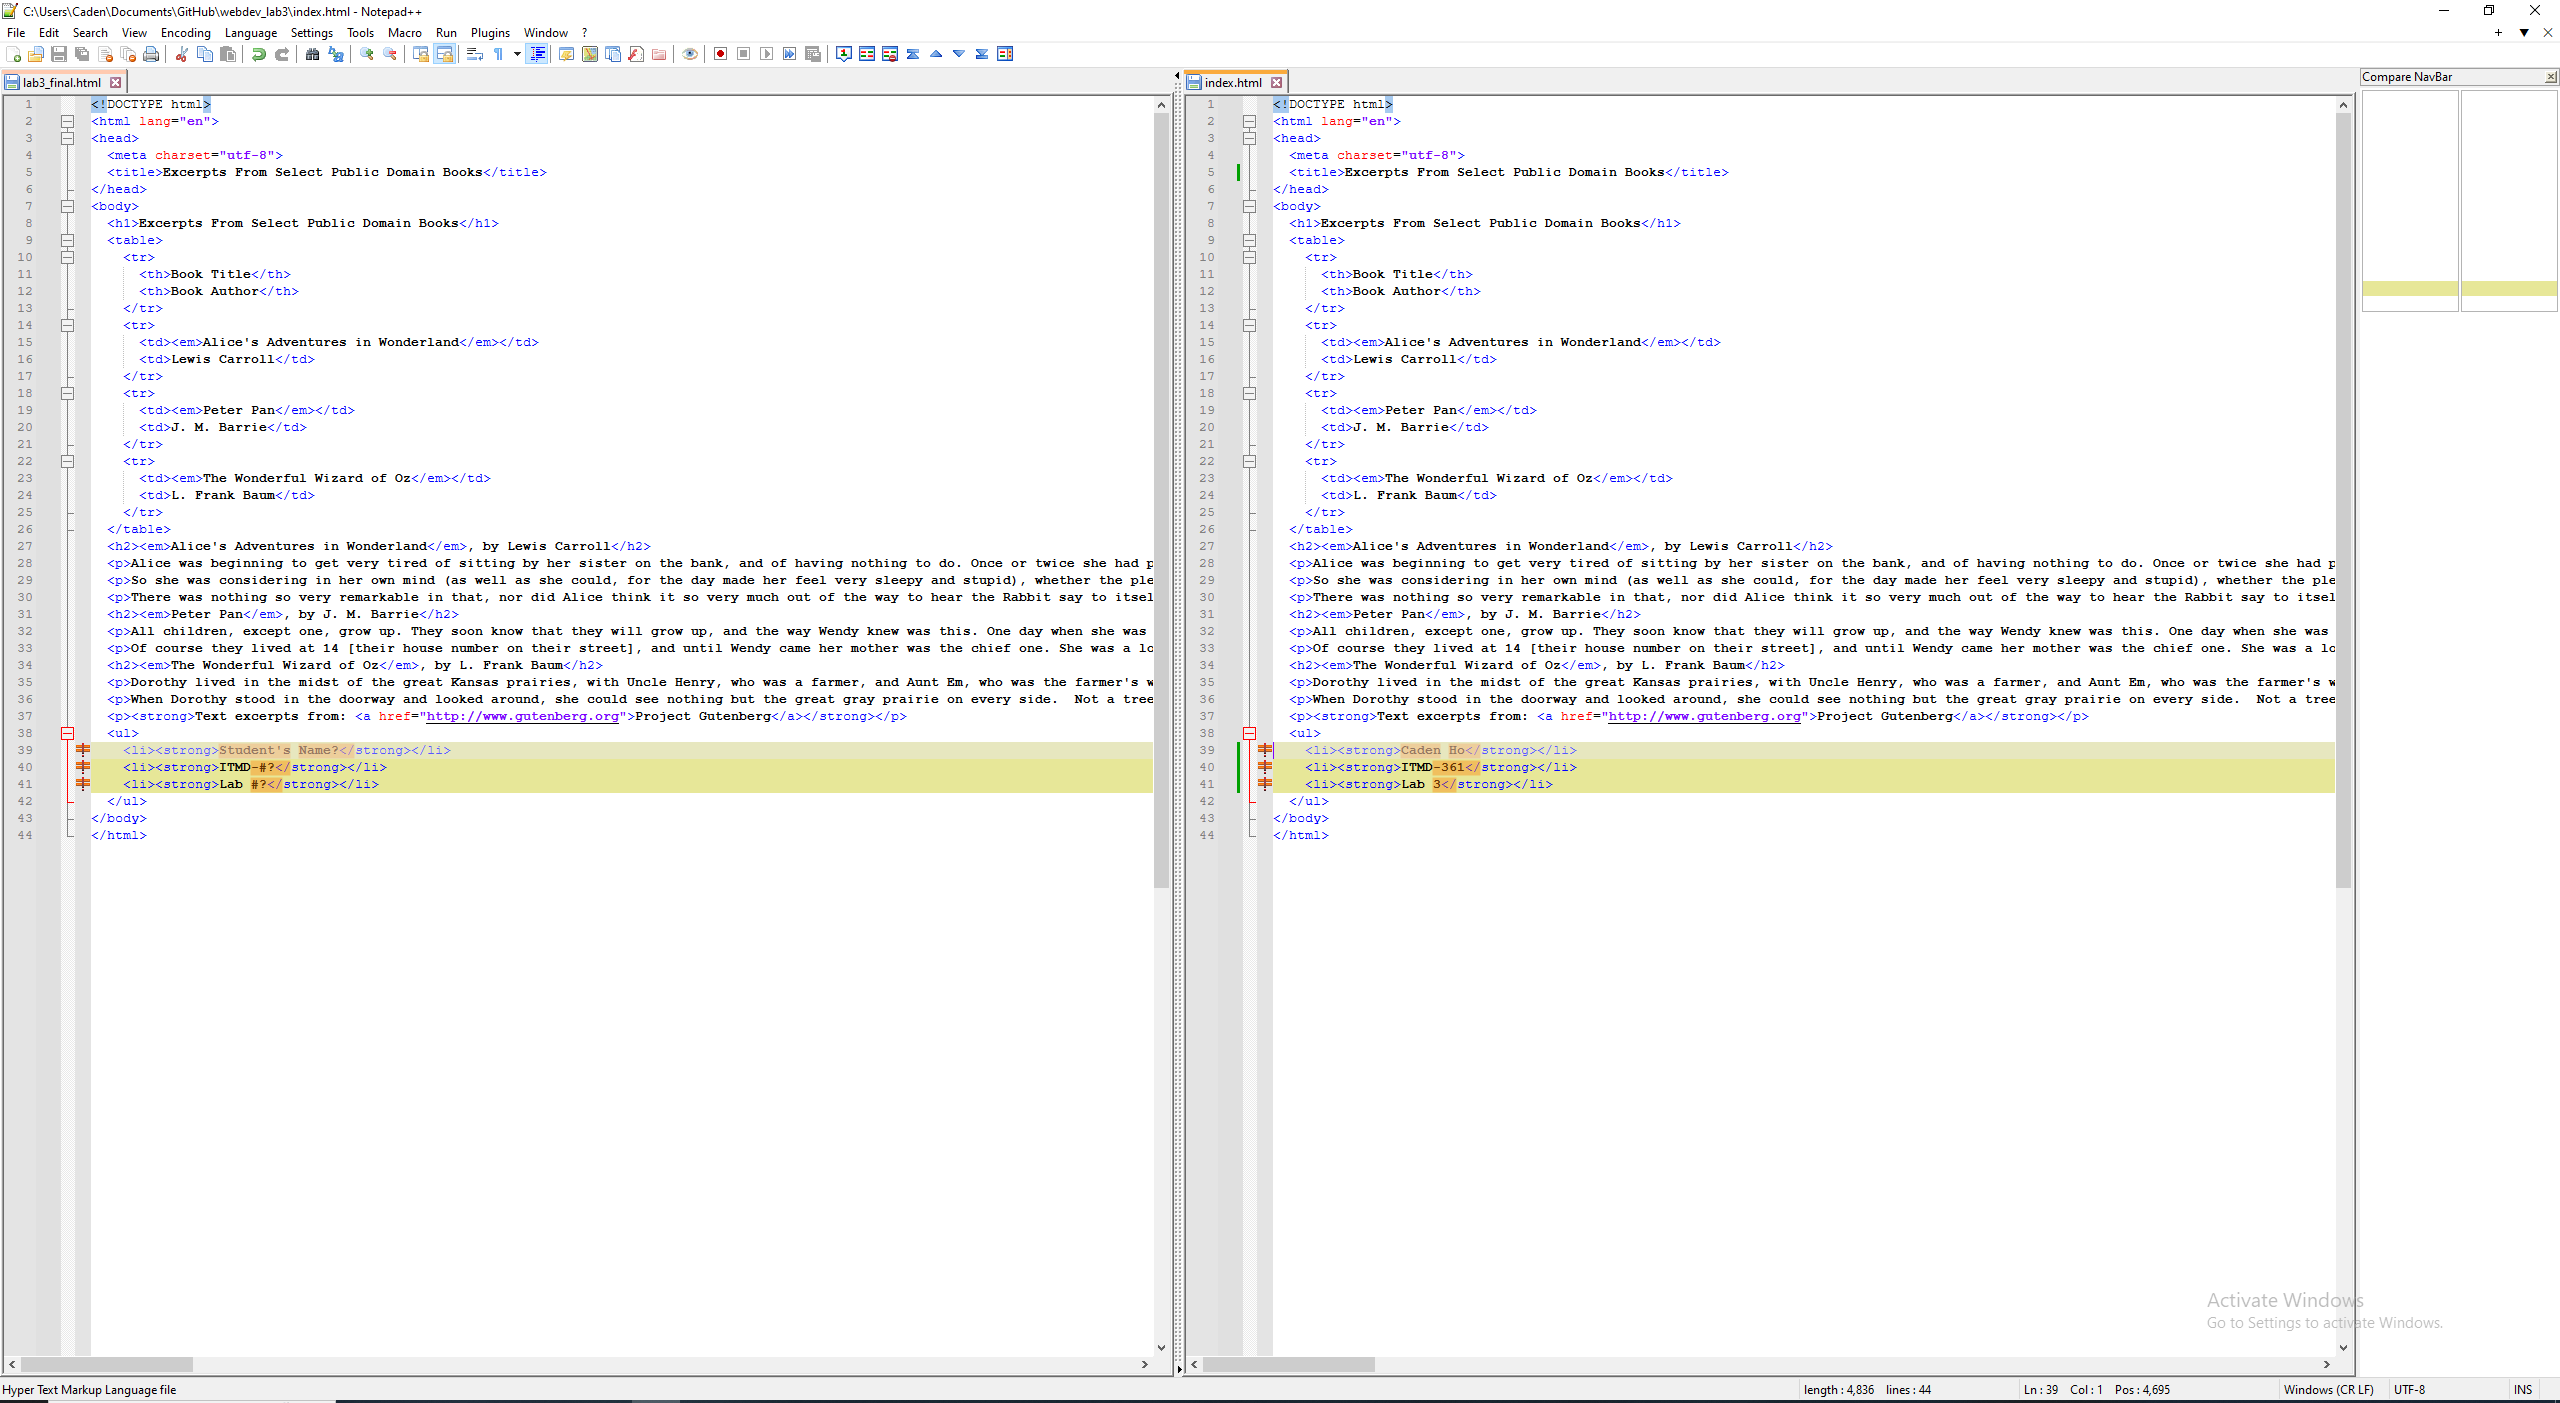 C:\Users\Caden\Documents\GitHub\webdev_lab3\index.html - Notepad++
File Edit Search View Encoding Language Settings Tools Macro Run Plugins Window ?
lab3_final.html
1 <!DOCTYPE html>
2 <html lang="en">
3 <head>
4 <meta charset="utf-8">
5 <title>Excerpts From Select Public Domain Books</title>
6 </head>
7 <body>
8 <h1>Excerpts From Select Public Domain Books</h1>
9 <table>
10 <tr>
11 <th>Book Title</th>
12 <th>Book Author</th>
13 </tr>
14 <tr>
15 <td><em>Alice's Adventures in Wonderland</em></td>
16 <td>Lewis Carroll</td>
17 </tr>
18 <tr>
19 <td><em>Peter Pan</em></td>
20 <td>J. M. Barrie</td>
21 </tr>
22 <tr>
23 <td><em>The Wonderful Wizard of Oz</em></td>
24 <td>L. Frank Baum</td>
25 </tr>
26 </table>
27 <h2><em>Alice's Adventures in Wonderland</em>, by Lewis Carroll</h2>
28 <p>Alice was beginning to get very tired of sitting by her sister on the bank, and of having nothing to do. Once or twice she had p
29 <p>So she was considering in her own mind (as well as she could, for the day made her feel very sleepy and stupid), whether the ple
30 <p>There was nothing so very remarkable in that, nor did Alice think it so very much out of the way to hear the Rabbit say to itsel
31 <h2><em>Peter Pan</em>, by J. M. Barrie</h2>
32 <p>All children, except one, grow up. They soon know that they will grow up, and the way Wendy knew was this. One day when she was
33 <p>Of course they lived at 14 [their house number on their street], and until Wendy came her mother was the chief one. She was a lo
34 <h2><em>The Wonderful Wizard of Oz</em>, by L. Frank Baum</h2>
35 <p>Dorothy lived in the midst of the great Kansas prairies, with Uncle Henry, who was a farmer, and Aunt Em, who was the farmer's w
36 <p>When Dorothy stood in the doorway and looked around, she could see nothing but the great gray prairie on every side.  Not a tree
37 <p><strong>Text excerpts from: <a href="http://www.gutenberg.org">Project Gutenberg</a></strong></p>
38 <ul>
39 <li><strong>Student's Name?</strong></li>
40 <li><strong>ITMD-#?</strong></li>
41 <li><strong>Lab #?</strong></li>
42 </ul>
43 </body>
44 </html>
index.html
1 <!DOCTYPE html>
2 <html lang="en">
3 <head>
4 <meta charset="utf-8">
5 <title>Excerpts From Select Public Domain Books</title>
6 </head>
7 <body>
8 <h1>Excerpts From Select Public Domain Books</h1>
9 <table>
10 <tr>
11 <th>Book Title</th>
12 <th>Book Author</th>
13 </tr>
14 <tr>
15 <td><em>Alice's Adventures in Wonderland</em></td>
16 <td>Lewis Carroll</td>
17 </tr>
18 <tr>
19 <td><em>Peter Pan</em></td>
20 <td>J. M. Barrie</td>
21 </tr>
22 <tr>
23 <td><em>The Wonderful Wizard of Oz</em></td>
24 <td>L. Frank Baum</td>
25 </tr>
26 </table>
27 <h2><em>Alice's Adventures in Wonderland</em>, by Lewis Carroll</h2>
28 <p>Alice was beginning to get very tired of sitting by her sister on the bank, and of having nothing to do. Once or twice she had p
29 <p>So she was considering in her own mind (as well as she could, for the day made her feel very sleepy and stupid), whether the ple
30 <p>There was nothing so very remarkable in that, nor did Alice think it so very much out of the way to hear the Rabbit say to itsel
31 <h2><em>Peter Pan</em>, by J. M. Barrie</h2>
32 <p>All children, except one, grow up. They soon know that they will grow up, and the way Wendy knew was this. One day when she was
33 <p>Of course they lived at 14 [their house number on their street], and until Wendy came her mother was the chief one. She was a lo
34 <h2><em>The Wonderful Wizard of Oz</em>, by L. Frank Baum</h2>
35 <p>Dorothy lived in the midst of the great Kansas prairies, with Uncle Henry, who was a farmer, and Aunt Em, who was the farmer's w
36 <p>When Dorothy stood in the doorway and looked around, she could see nothing but the great gray prairie on every side.  Not a tree
37 <p><strong>Text excerpts from: <a href="http://www.gutenberg.org">Project Gutenberg</a></strong></p>
38 <ul>
39 <li><strong>Caden Ho</strong></li>
40 <li><strong>ITMD-361</strong></li>
41 <li><strong>Lab 3</strong></li>
42 </ul>
43 </body>
44 </html>
Compare NavBar
Activate Windows
Go to Settings to activate Windows.
Hyper Text Markup Language file
length : 4,836 lines : 44
Ln : 39 Col : 1 Pos : 4,695
Windows (CR LF)
UTF-8
INS